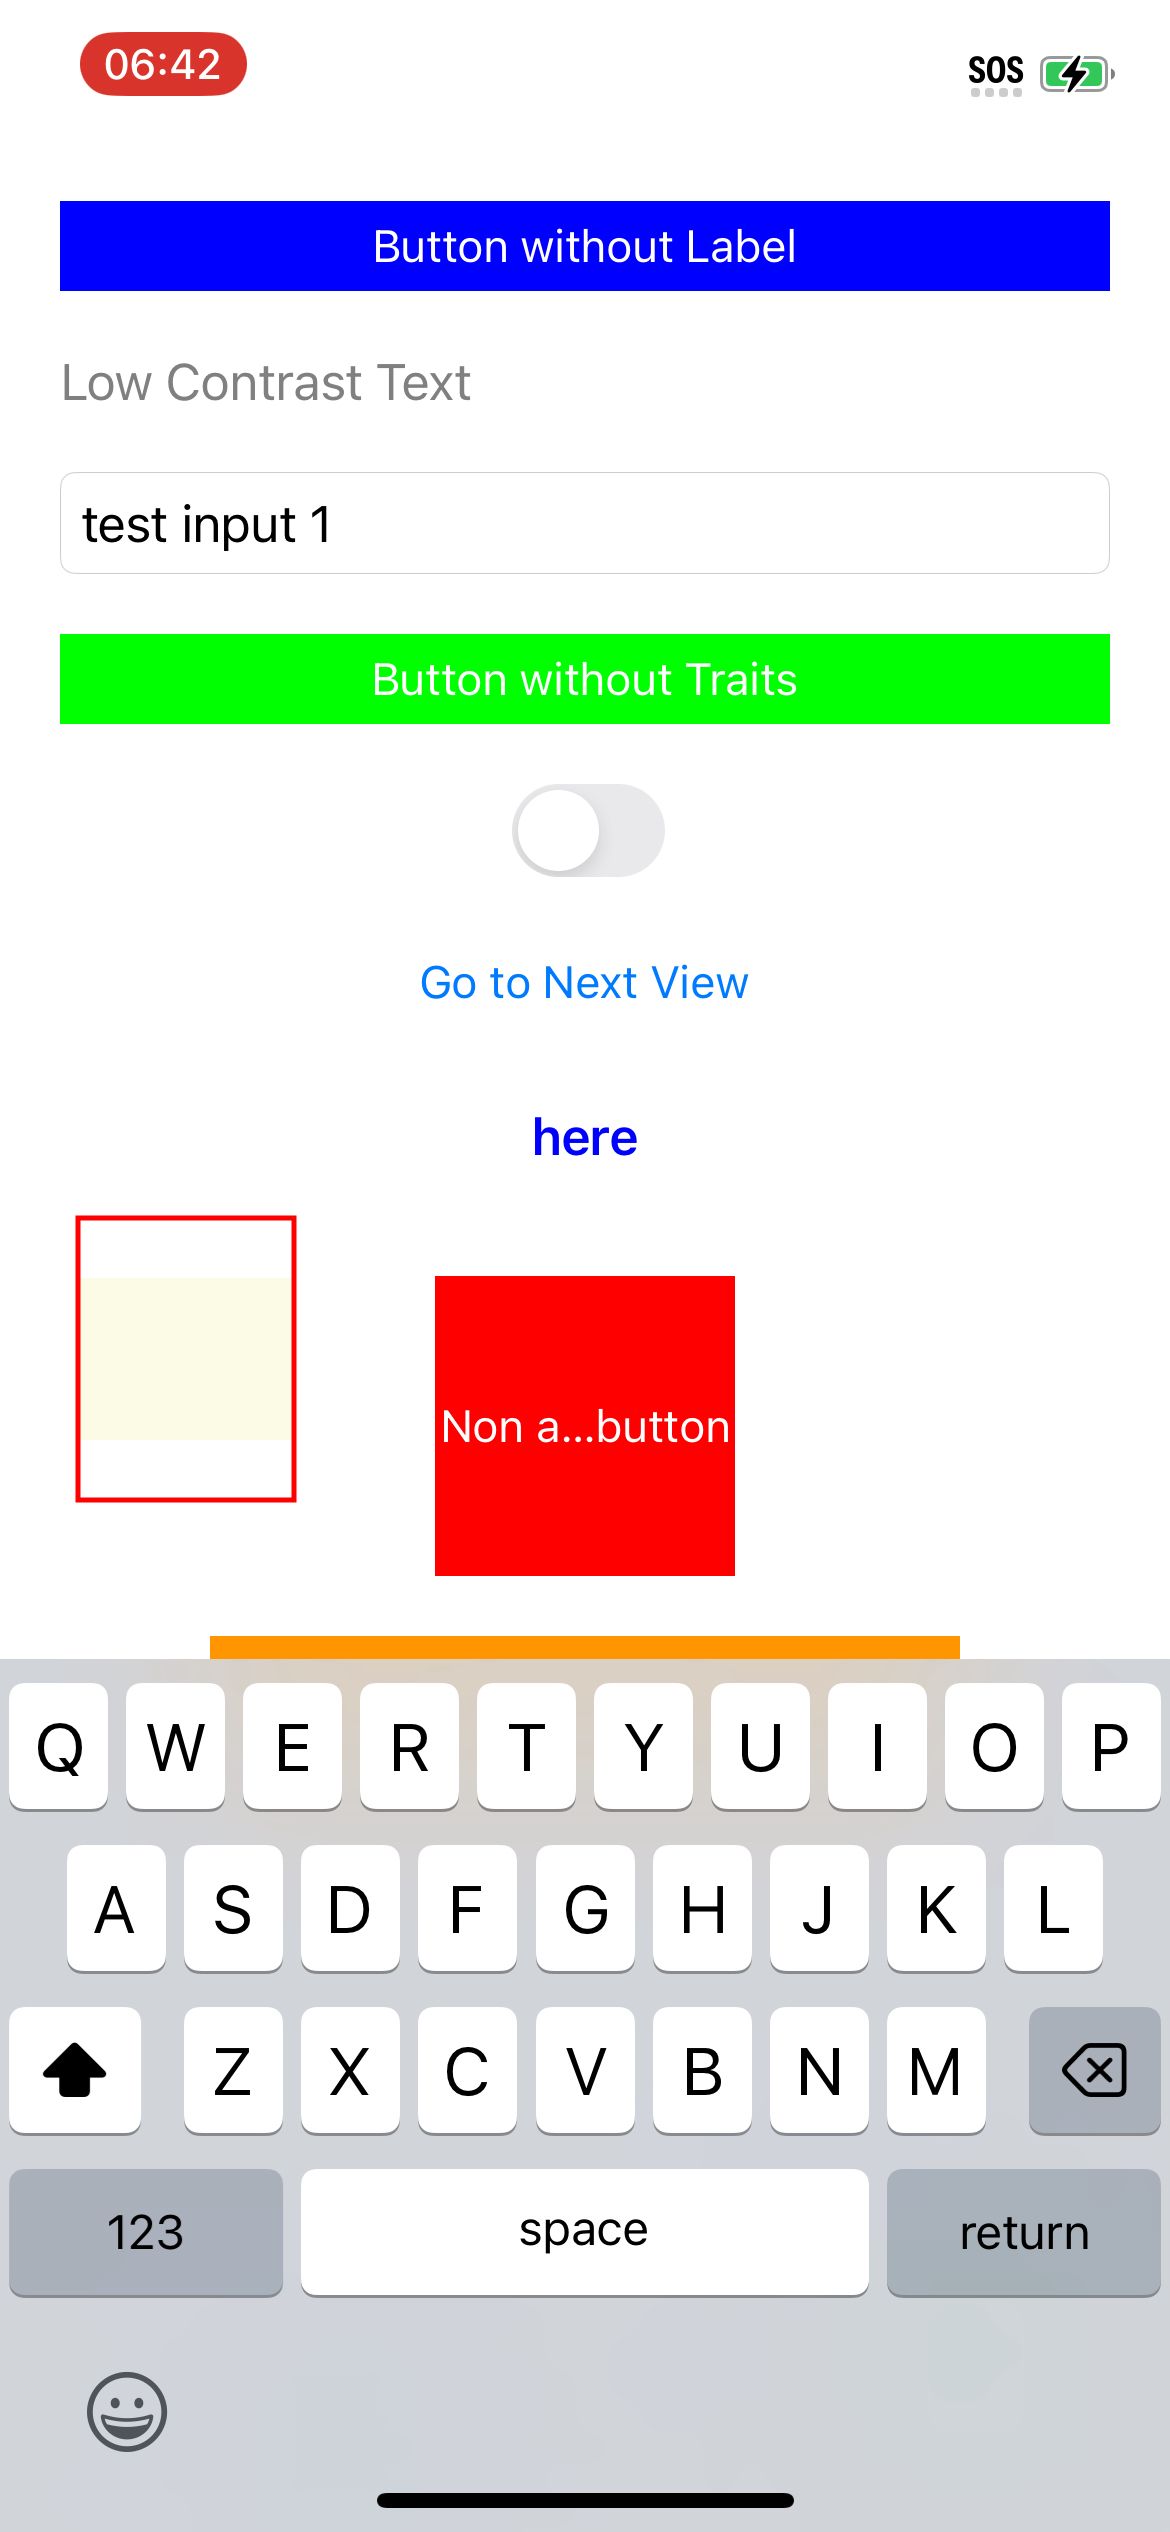 06:42
SOS
Button without Label
Low Contrast Text
test input 1
Button without Traits
Go to Next View
here
Non a...button
Q W E R T Y U I O P
A S D F G H J K L
Z X C V B N M
123 space return